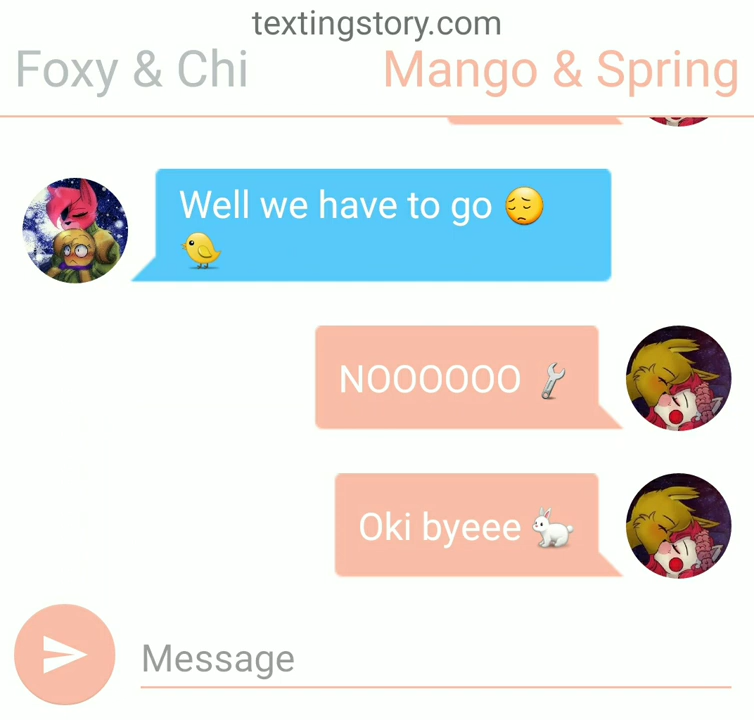 textingstory.com
Foxy & Chi
Mango & Spring
Well we have to go 😔
🐤
NOOOOOO 🔧
Oki byeee 🐇
Message